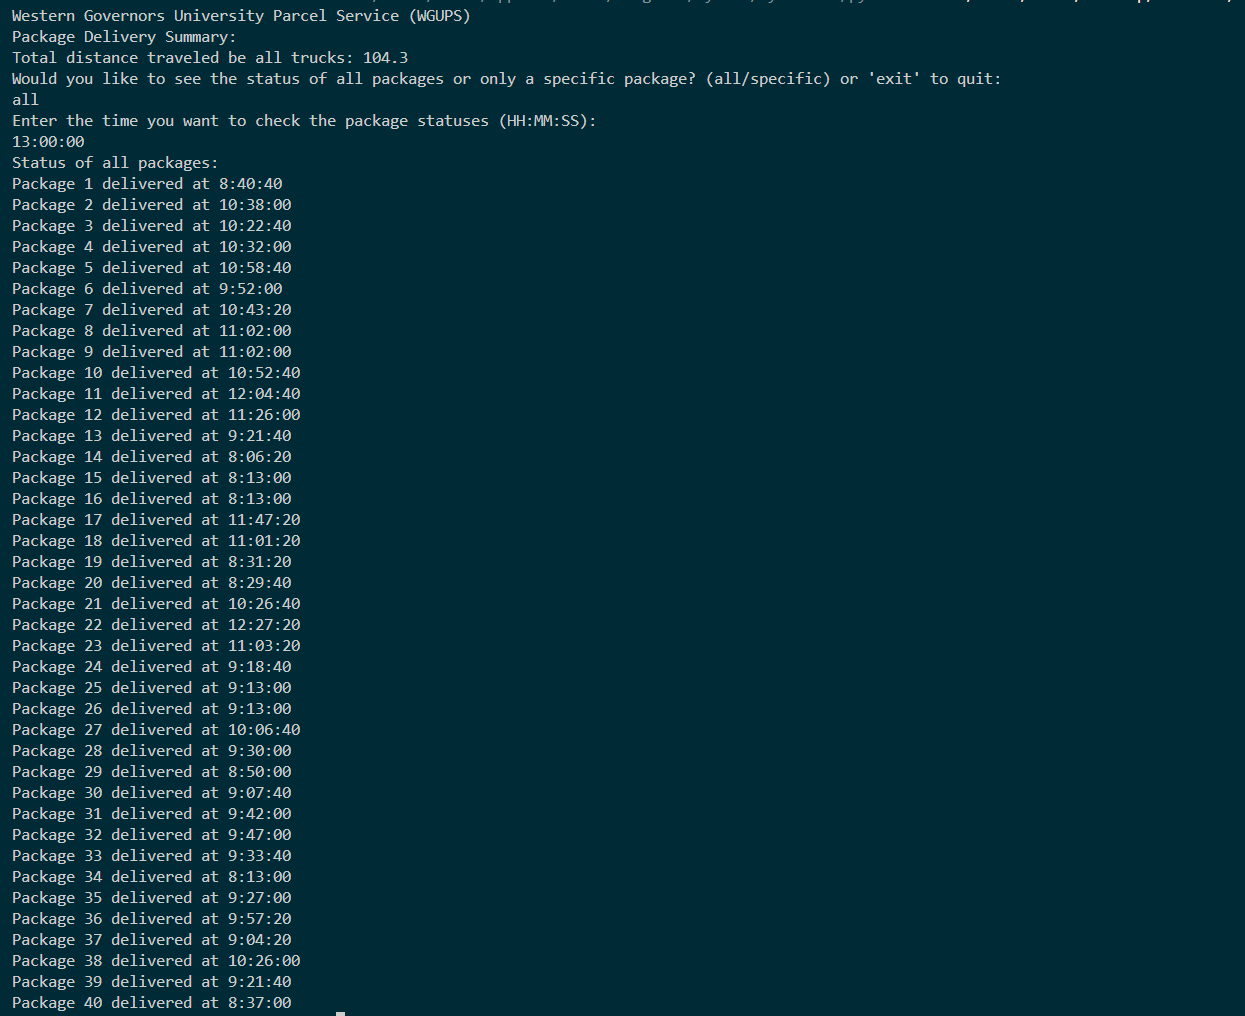 Western Governors University Parcel Service (WGUPS)
Package Delivery Summary:
Total distance traveled be all trucks: 104.3
Would you like to see the status of all packages or only a specific package? (all/specific) or 'exit' to quit:
all
Enter the time you want to check the package statuses (HH:MM:SS):
13:00:00
Status of all packages:
Package 1 delivered at 8:40:40
Package 2 delivered at 10:38:00
Package 3 delivered at 10:22:40
Package 4 delivered at 10:32:00
Package 5 delivered at 10:58:40
Package 6 delivered at 9:52:00
Package 7 delivered at 10:43:20
Package 8 delivered at 11:02:00
Package 9 delivered at 11:02:00
Package 10 delivered at 10:52:40
Package 11 delivered at 12:04:40
Package 12 delivered at 11:26:00
Package 13 delivered at 9:21:40
Package 14 delivered at 8:06:20
Package 15 delivered at 8:13:00
Package 16 delivered at 8:13:00
Package 17 delivered at 11:47:20
Package 18 delivered at 11:01:20
Package 19 delivered at 8:31:20
Package 20 delivered at 8:29:40
Package 21 delivered at 10:26:40
Package 22 delivered at 12:27:20
Package 23 delivered at 11:03:20
Package 24 delivered at 9:18:40
Package 25 delivered at 9:13:00
Package 26 delivered at 9:13:00
Package 27 delivered at 10:06:40
Package 28 delivered at 9:30:00
Package 29 delivered at 8:50:00
Package 30 delivered at 9:07:40
Package 31 delivered at 9:42:00
Package 32 delivered at 9:47:00
Package 33 delivered at 9:33:40
Package 34 delivered at 8:13:00
Package 35 delivered at 9:27:00
Package 36 delivered at 9:57:20
Package 37 delivered at 9:04:20
Package 38 delivered at 10:26:00
Package 39 delivered at 9:21:40
Package 40 delivered at 8:37:00